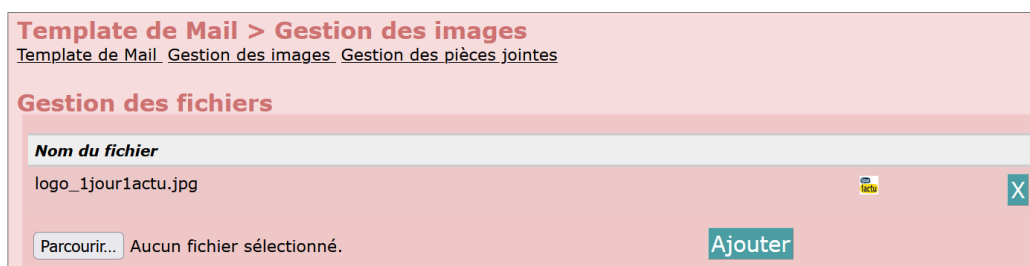 Template de Mail > Gestion des images
Template de Mail Gestion des images Gestion des pièces jointes
Gestion des fichiers
Nom du fichier
logo_1jour1actu.jpg
1actu
X
Parcourir... Aucun fichier sélectionné.
Ajouter